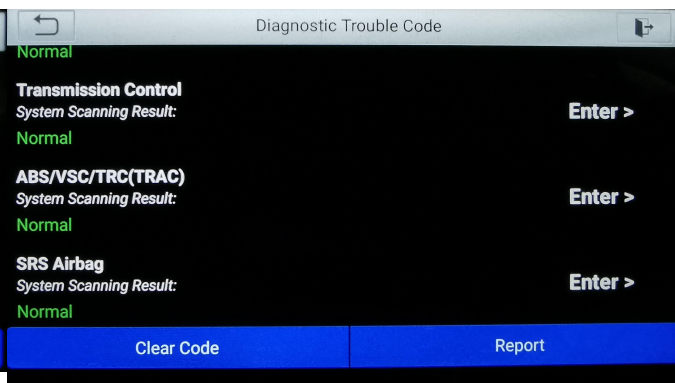 Diagnostic Trouble Code
Normal
Transmission Control
System Scanning Result:
Enter >
Normal
ABS/VSC/TRC(TRAC)
System Scanning Result:
Enter >
Normal
SRS Airbag
System Scanning Result:
Enter >
Normal
Clear Code
Report